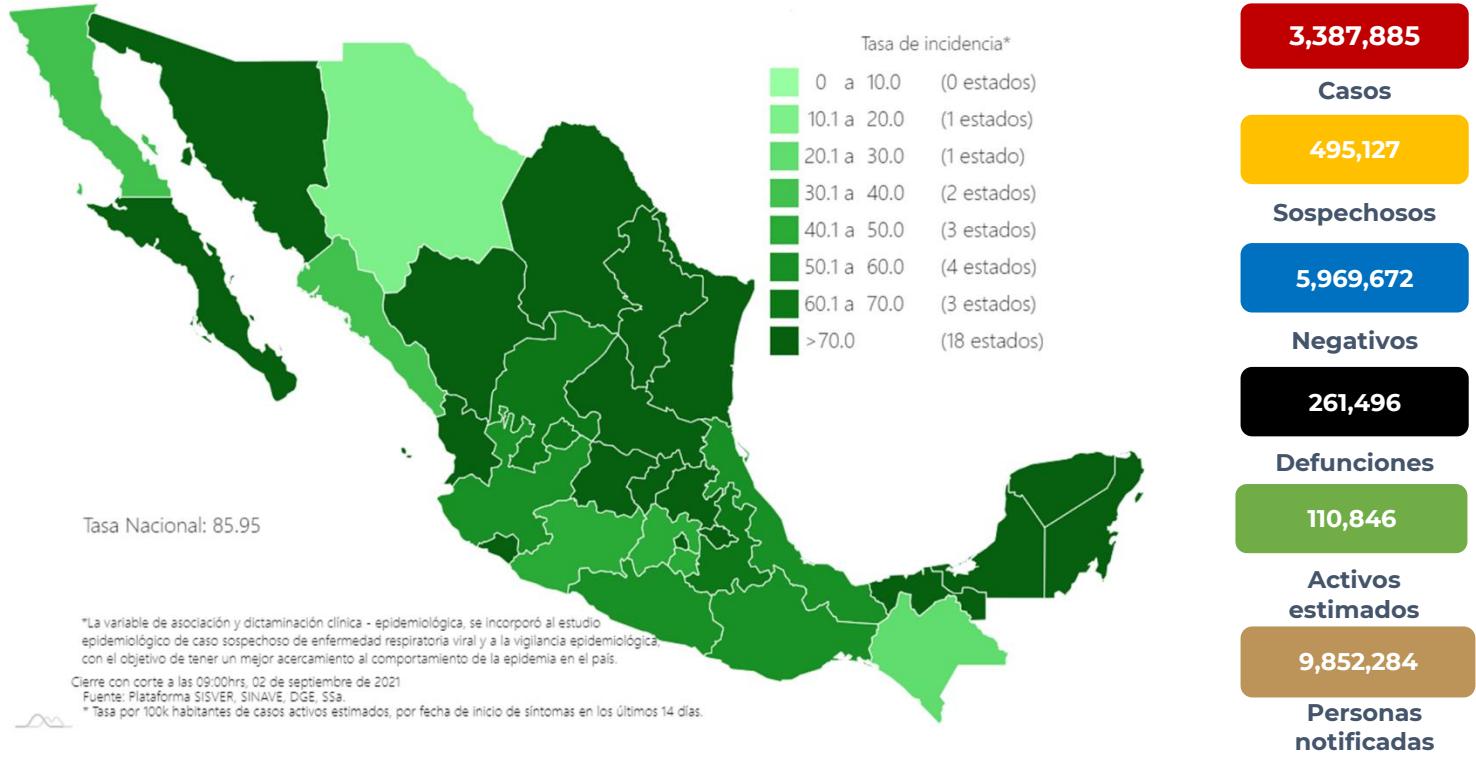 Tasa de incidencia*
0 a 10.0 (0 estados)
10.1 a 20.0 (1 estados)
20.1 a 30.0 (1 estado)
30.1 a 40.0 (2 estados)
40.1 a 50.0 (3 estados)
50.1 a 60.0 (4 estados)
60.1 a 70.0 (3 estados)
>70.0 (18 estados)
Tasa Nacional: 85.95
*La variable de asociación y dictaminación clínica - epidemiológica, se incorporó al estudio
epidemiológico de caso sospechoso de enfermedad respiratoria viral y a la vigilancia epidemiológica,
con el objetivo de tener un mejor acercamiento al comportamiento de la epidemia en el país.
Cierre con corte a las 09:00hrs, 02 de septiembre de 2021
Fuente: Plataforma SISVER, SINAVE, DGE, SSa.
* Tasa por 100k habitantes de casos activos estimados, por fecha de inicio de síntomas en los últimos 14 días.
3,387,885
Casos
495,127
Sospechosos
5,969,672
Negativos
261,496
Defunciones
110,846
Activos
estimados
9,852,284
Personas
notificadas